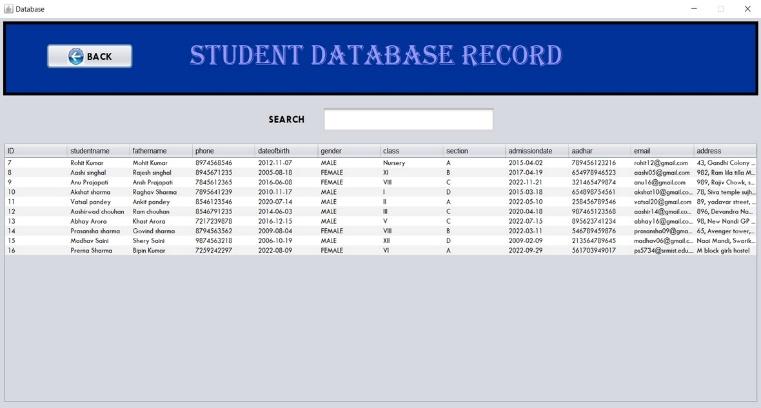 Database
BACK
STUDENT DATABASE RECORD
SEARCH
ID studentname fathername phone dateofbirth gender class section admissiondate aadhar email address
7 Rohit Kumar Mohit Kumar 8974568546 2012-11-07 MALE Nursery A 2015-04-02 789456123216 rohit12@gmail.com 43, Gandhi Colony ...
8 Aashi singhal Rajesh singhal 8945671235 2005-08-18 FEMALE XI B 2017-04-19 654978946523 aashi05@gmail.com 982, Ram lila tilla M...
9 Anu Prajapati Ansh Prajapati 7845612365 2016-06-08 FEMALE VIII C 2022-11-21 321465479874 anu16@gmail.com 989, Rajiv Chowk, s...
10 Akshat sharma Raghav Sharma 7895641239 2010-11-17 MALE I D 2015-03-18 654898754561 akshat10@gmail.co... 78, Siva temple sujh...
11 Vatsal pandey Ankit pandey 8546123546 2020-07-14 MALE II A 2022-05-10 258456789546 vatsal20@gmail.com 89, yadavar street, ...
12 Aashirwad chouhan Ram chouhan 8546791235 2014-06-03 MALE III C 2020-04-18 987465123568 aashir14@gmail.co... 896, Devendra Na...
13 Abhay Arora Khast Arora 7217239878 2016-12-15 MALE V C 2022-07-15 895623741234 abhay16@gmail.co... 98, New Nandi GP ...
14 Prasansha sharma Govind sharma 8794563562 2009-08-04 FEMALE VIII B 2022-03-11 546789459876 prasansha09@gma... 65, Avenger tower,...
15 Madhav Saini Shery Saini 9874563218 2006-10-19 MALE XII D 2009-02-09 213564789645 madhav06@gmail.c... Naai Mandi, Swarik...
16 Prerna Sharma Bipin Kumar 7259242297 2022-08-09 FEMALE VI A 2022-09-29 561703949017 ps5734@srmist.edu.... M block girls hostel